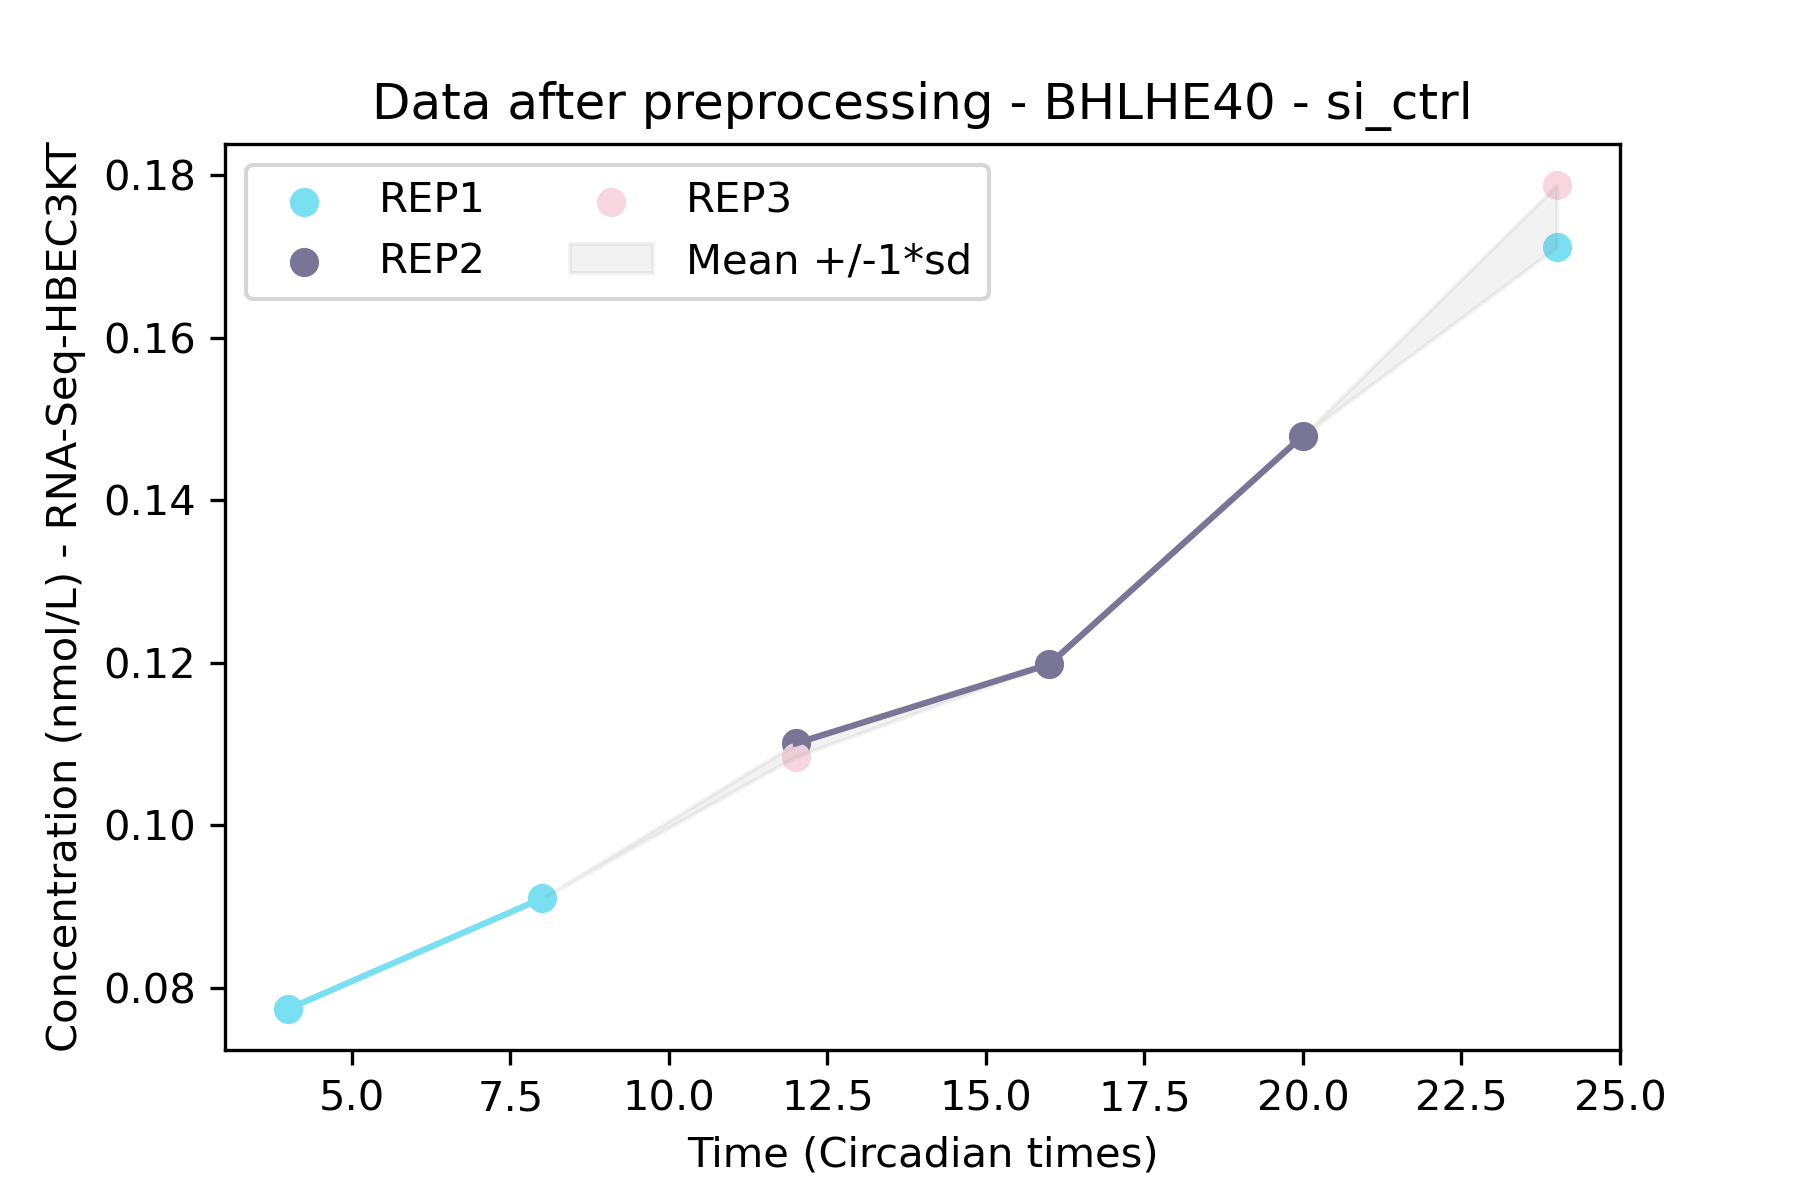 Data after preprocessing - BHLHE40 - si_ctrl
Concentration (nmol/L) - RNA-Seq-HBEC3KT
REP1
REP2
REP3
Mean +/-1*sd
0.18
0.16
0.14
0.12
0.10
0.08
5.0 7.5 10.0 12.5 15.0 17.5 20.0 22.5 25.0
Time (Circadian times)